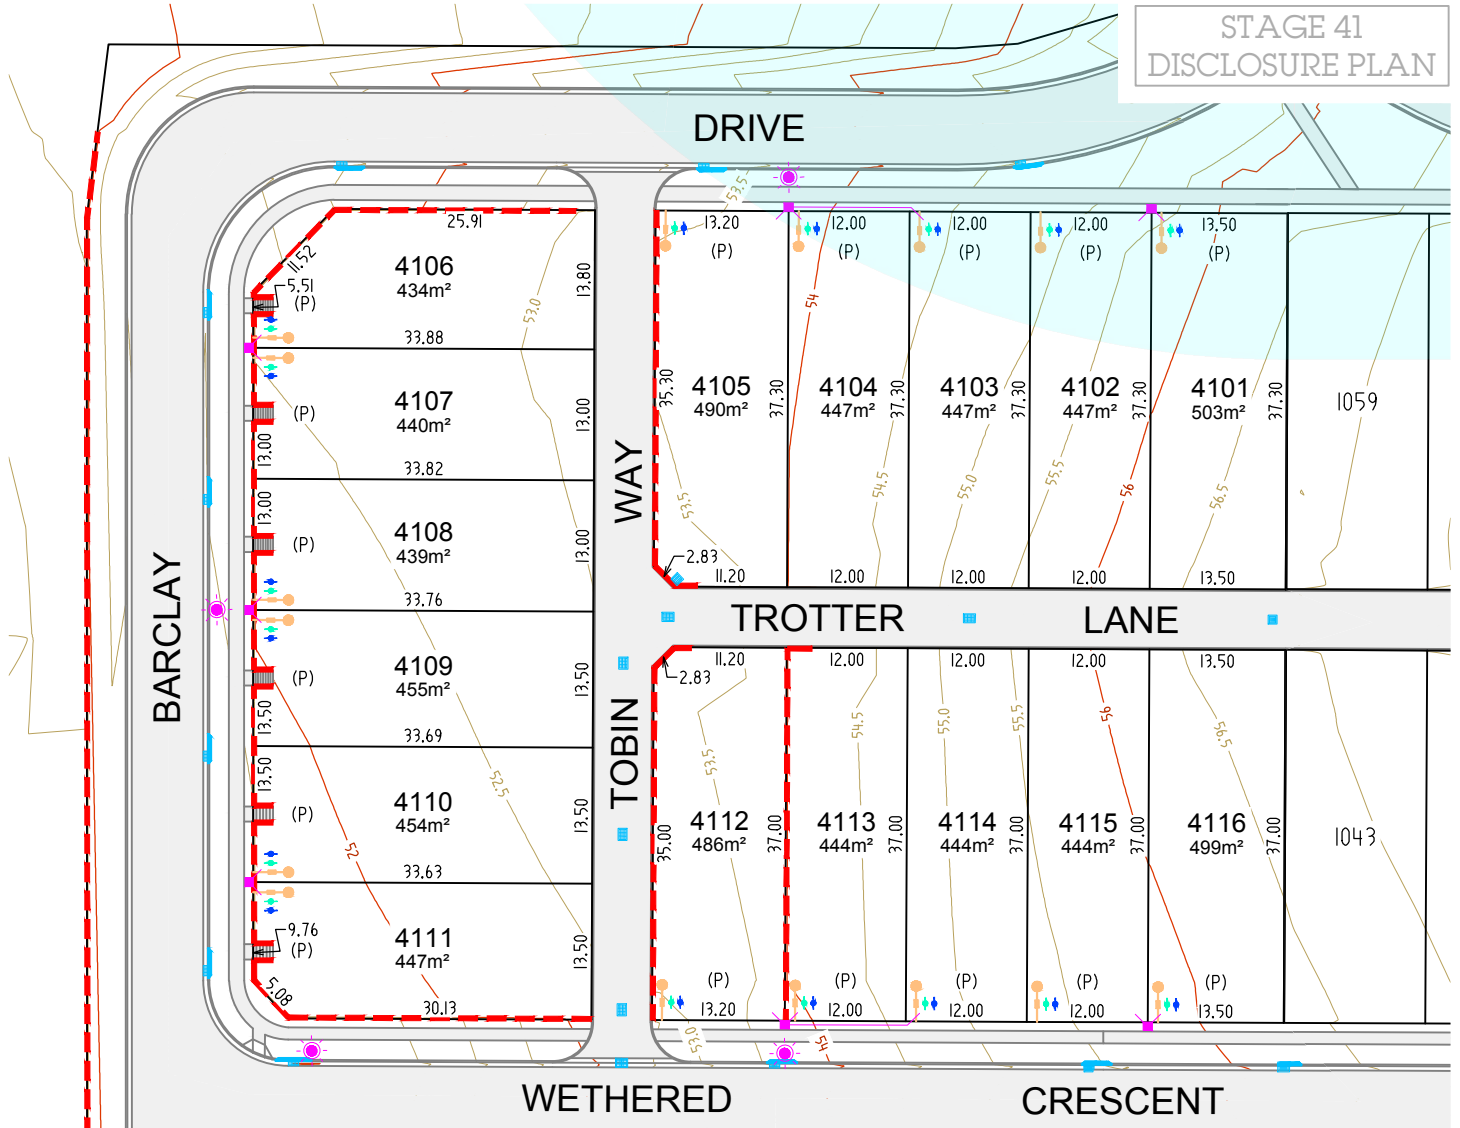 STAGE 41
DISCLOSURE PLAN
DRIVE
53.5
25.91
13.20
12.00
12.00
12.00
13.50
(P)
(P)
(P)
(P)
(P)
11.52
4106
434m²
13.80
5.51
(P)
53.0
54
33.88
4107
440m²
13.00
(P)
13.00
35.30
4105
490m²
37.30
4104
447m²
37.30
4103
447m²
37.30
4102
447m²
37.30
4101
503m²
37.30
1059
33.82
WAY
53.5
54.5
55.0
55.5
56
56.5
13.00
4108
439m²
13.00
(P)
2.83
11.20
12.00
12.00
12.00
13.50
33.76
TROTTER
LANE
BARCLAY
4109
455m²
13.50
(P)
13.50
2.83
11.20
12.00
12.00
12.00
13.50
33.69
TOBIN
53.5
54.5
55.0
55.5
56
56.5
13.50
52.5
4110
454m²
13.50
(P)
52
35.00
4112
486m²
37.00
4113
444m²
37.00
4114
444m²
37.00
4115
444m²
37.00
4116
499m²
37.00
1043
33.63
9.76
(P)
4111
447m²
13.50
5.08
30.13
(P)
(P)
(P)
(P)
(P)
13.20
12.00
12.00
12.00
13.50
53.0
54
WETHERED
CRESCENT